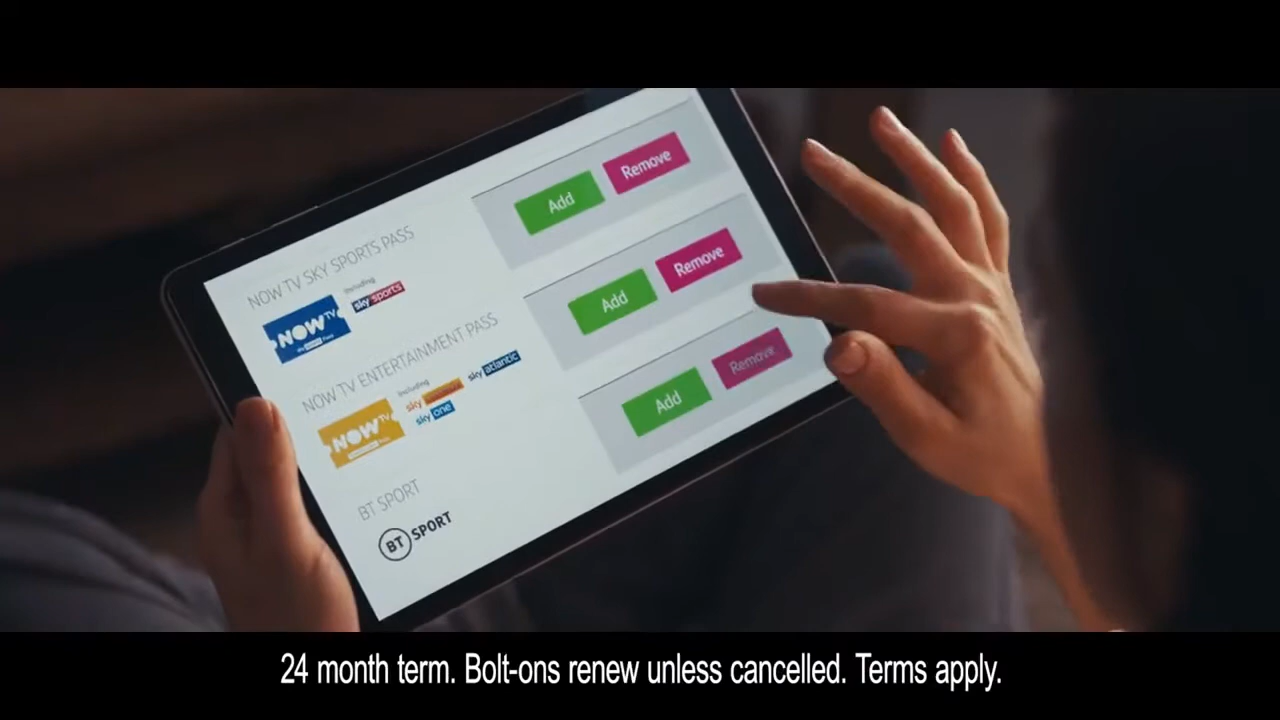 NOW TV SKY SPORTS PASS
NOW TV
including
sky sports
Add
Remove
NOW TV ENTERTAINMENT PASS
NOW TV
including
sky
sky atlantic
sky one
Add
Remove
BT SPORT
BT SPORT
Add
Remove
24 month term. Bolt-ons renew unless cancelled. Terms apply.